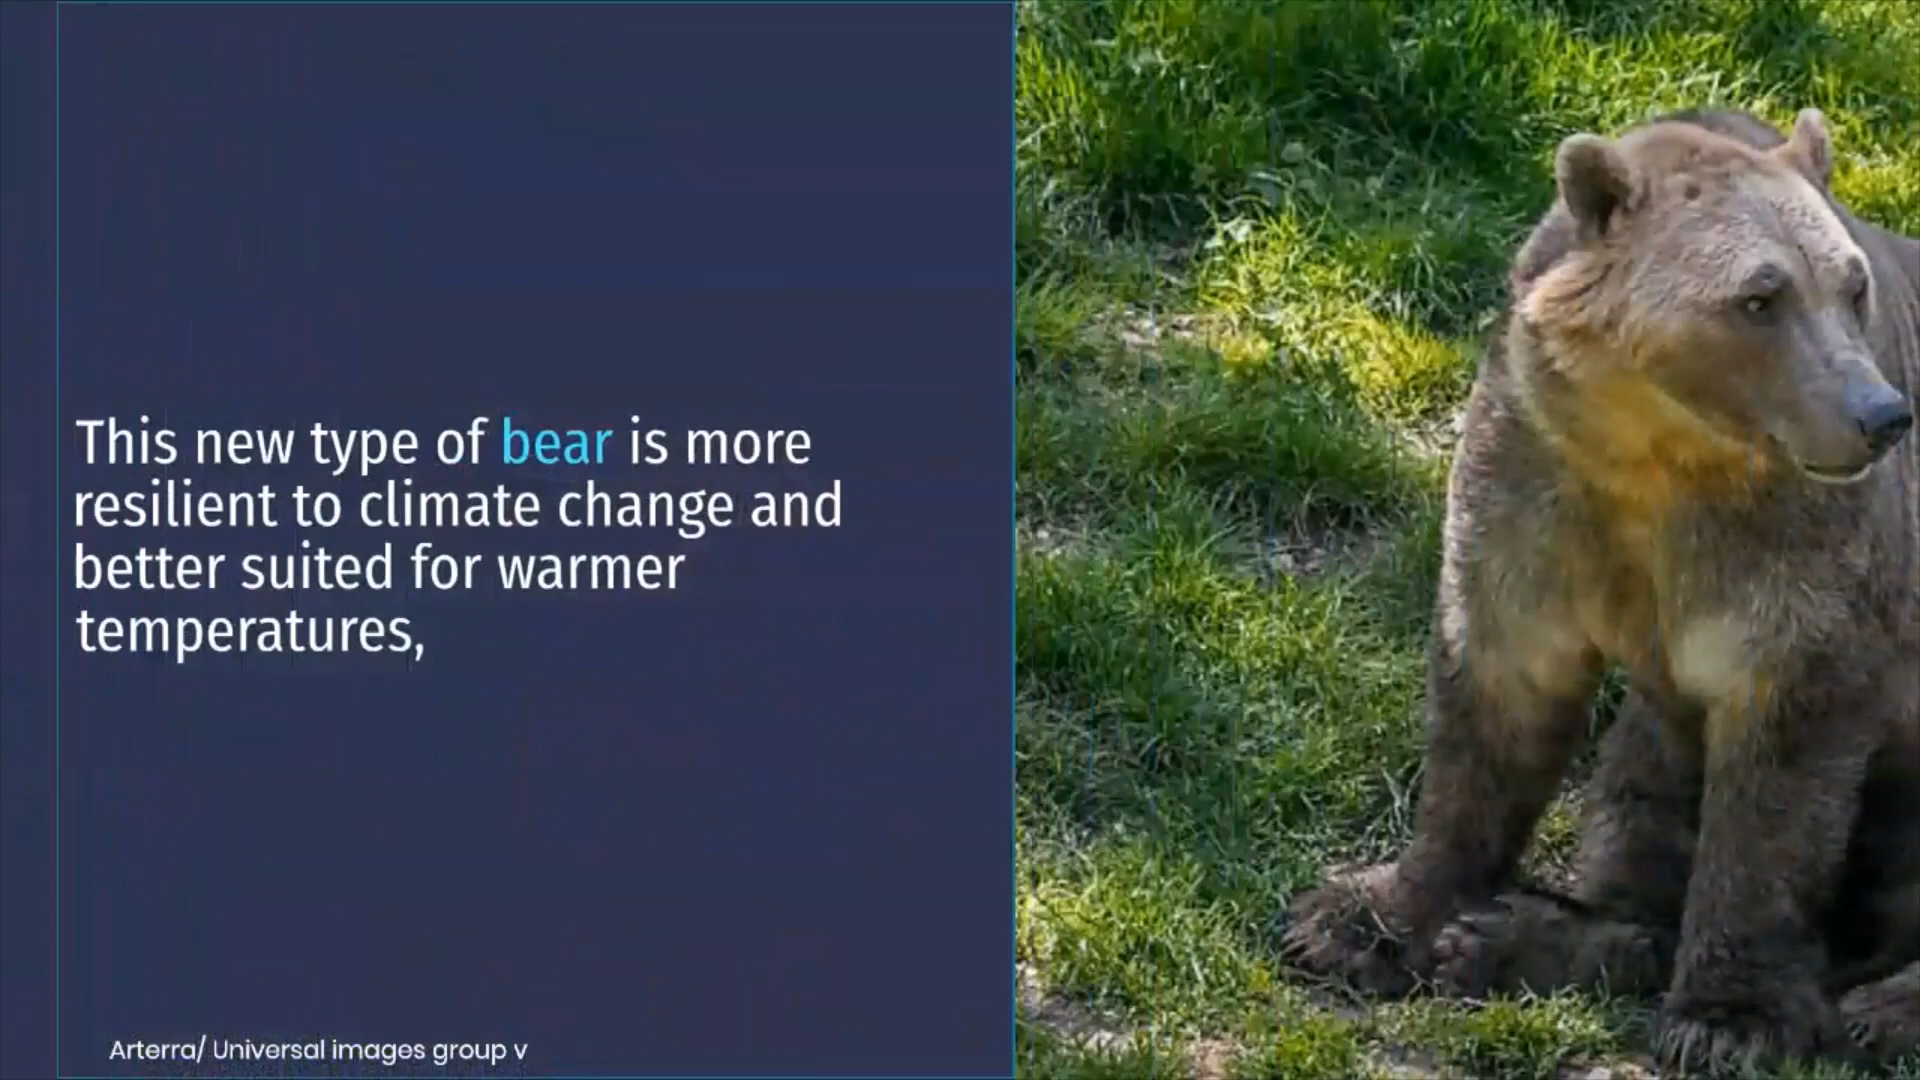 This new type of bear is more
resilient to climate change and
better suited for warmer
temperatures,
Arterra/ Universal images group v